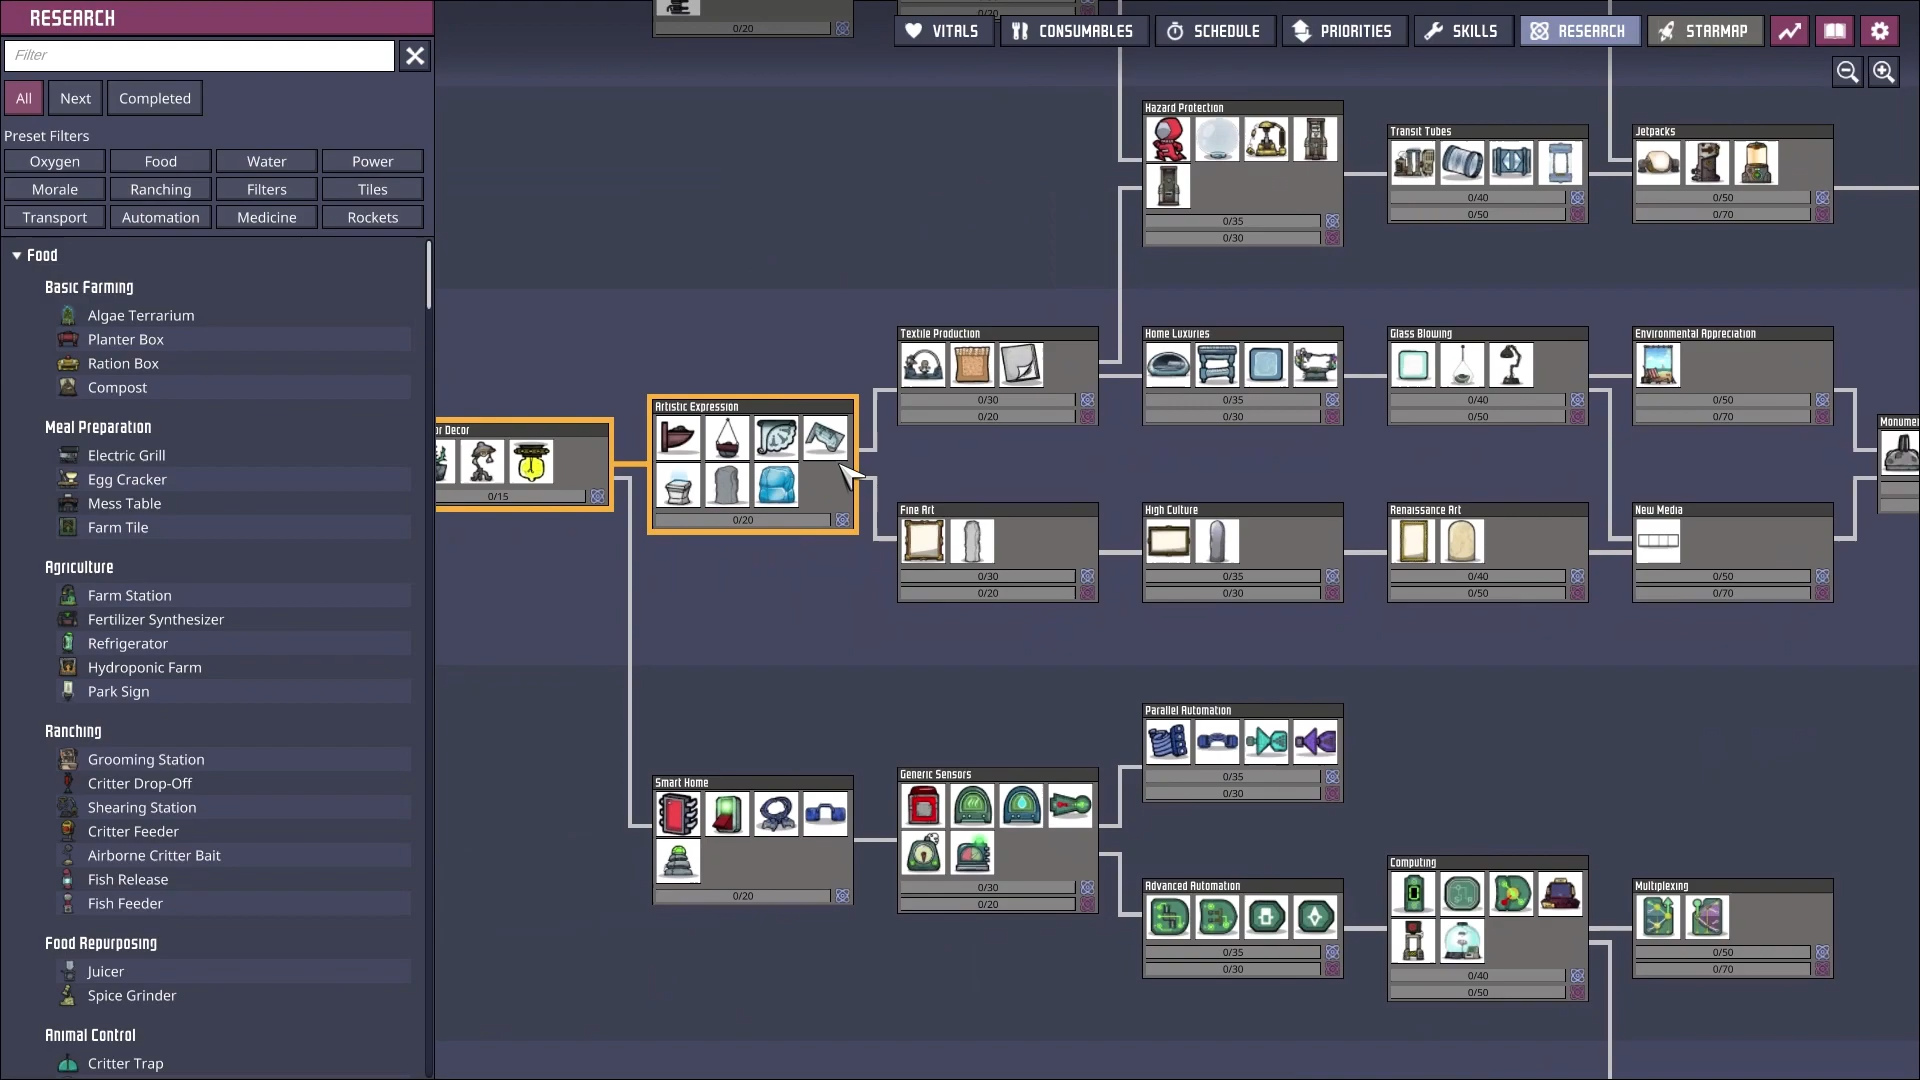 RESEARCH
Filter
All
Next
Completed
Preset Filters
Oxygen
Food
Water
Power
Morale
Ranching
Filters
Tiles
Transport
Automation
Medicine
Rockets
Food
Basic Farming
Algae Terrarium
Planter Box
Ration Box
Compost
Meal Preparation
Electric Grill
Egg Cracker
Mess Table
Farm Tile
Agriculture
Farm Station
Fertilizer Synthesizer
Refrigerator
Hydroponic Farm
Park Sign
Ranching
Grooming Station
Critter Drop-Off
Shearing Station
Critter Feeder
Airborne Critter Bait
Fish Release
Fish Feeder
Food Repurposing
Juicer
Spice Grinder
Animal Control
Critter Trap
VITALS
CONSUMABLES
SCHEDULE
PRIORITIES
SKILLS
RESEARCH
STARMAP
0/20
0/20
Hazard Protection
0/35
0/30
Transit Tubes
0/40
0/50
Jetpacks
0/50
0/70
Textile Production
0/30
0/20
Home Luxuries
0/35
0/30
Glass Blowing
0/40
0/50
Environmental Appreciation
0/50
0/70
or Decor
0/15
Artistic Expression
0/20
Monumen
Fine Art
0/30
0/20
High Culture
0/35
0/30
Renaissance Art
0/40
0/50
New Media
0/50
0/70
Parallel Automation
0/35
0/30
Smart Home
0/20
Generic Sensors
0/30
0/20
Advanced Automation
0/35
0/30
Computing
0/40
0/50
Multiplexing
0/50
0/70